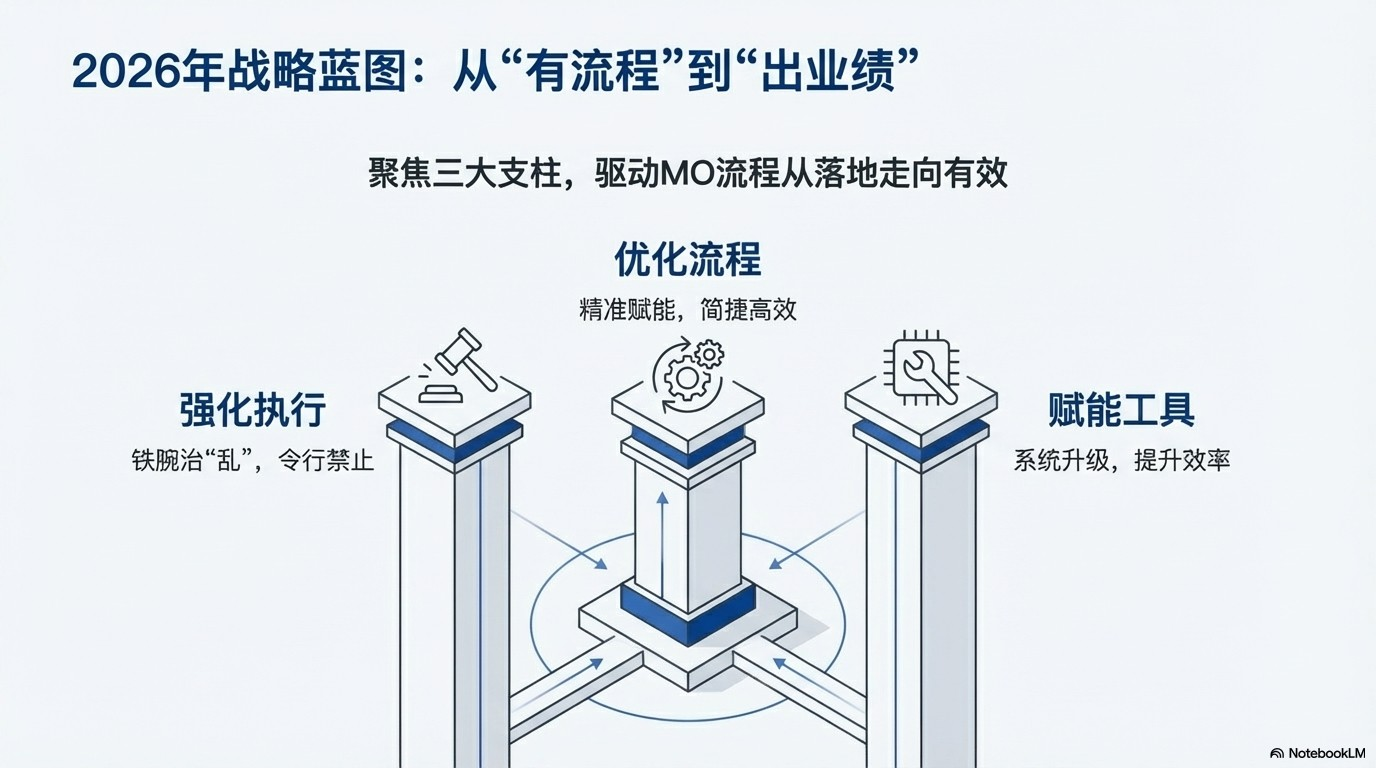 2026年战略蓝图：从“有流程”到“出业绩”
聚焦三大支柱，驱动MO流程从落地走向有效
优化流程
精准赋能，简捷高效
强化执行
铁腕治“乱”，令行禁止
赋能工具
系统升级，提升效率
NotebookLM